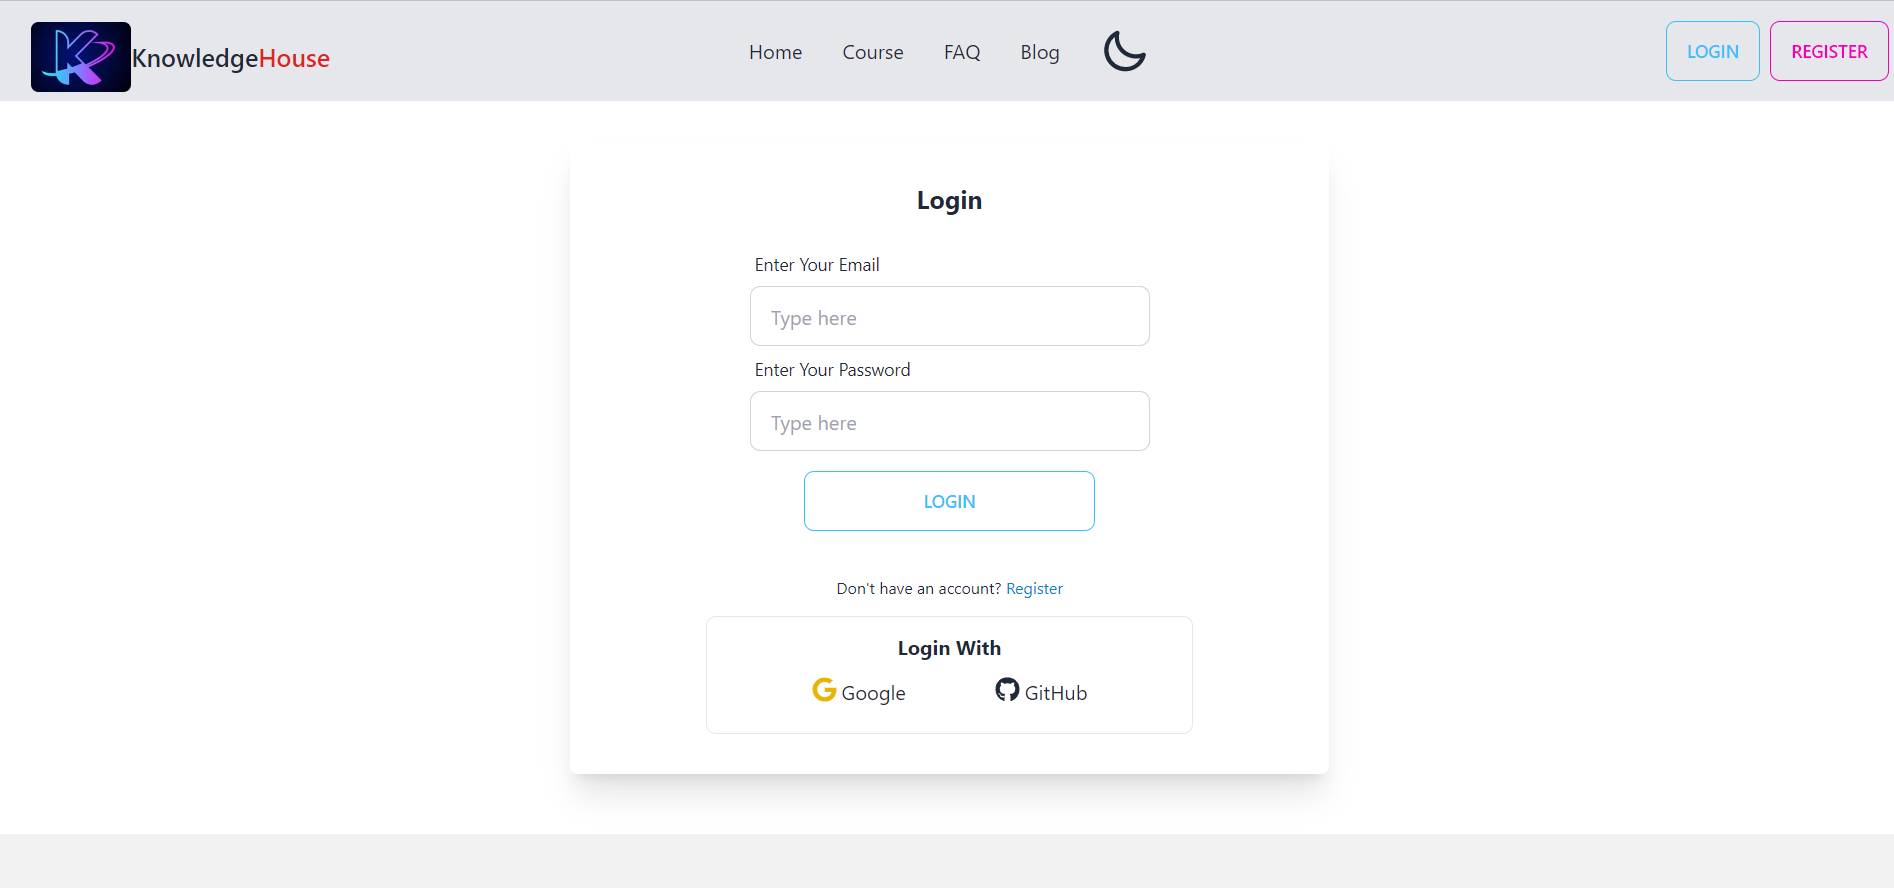 KnowledgeHouse
Home Course FAQ Blog
LOGIN REGISTER
Login
Enter Your Email
Type here
Enter Your Password
Type here
LOGIN
Don't have an account? Register
Login With
Google GitHub